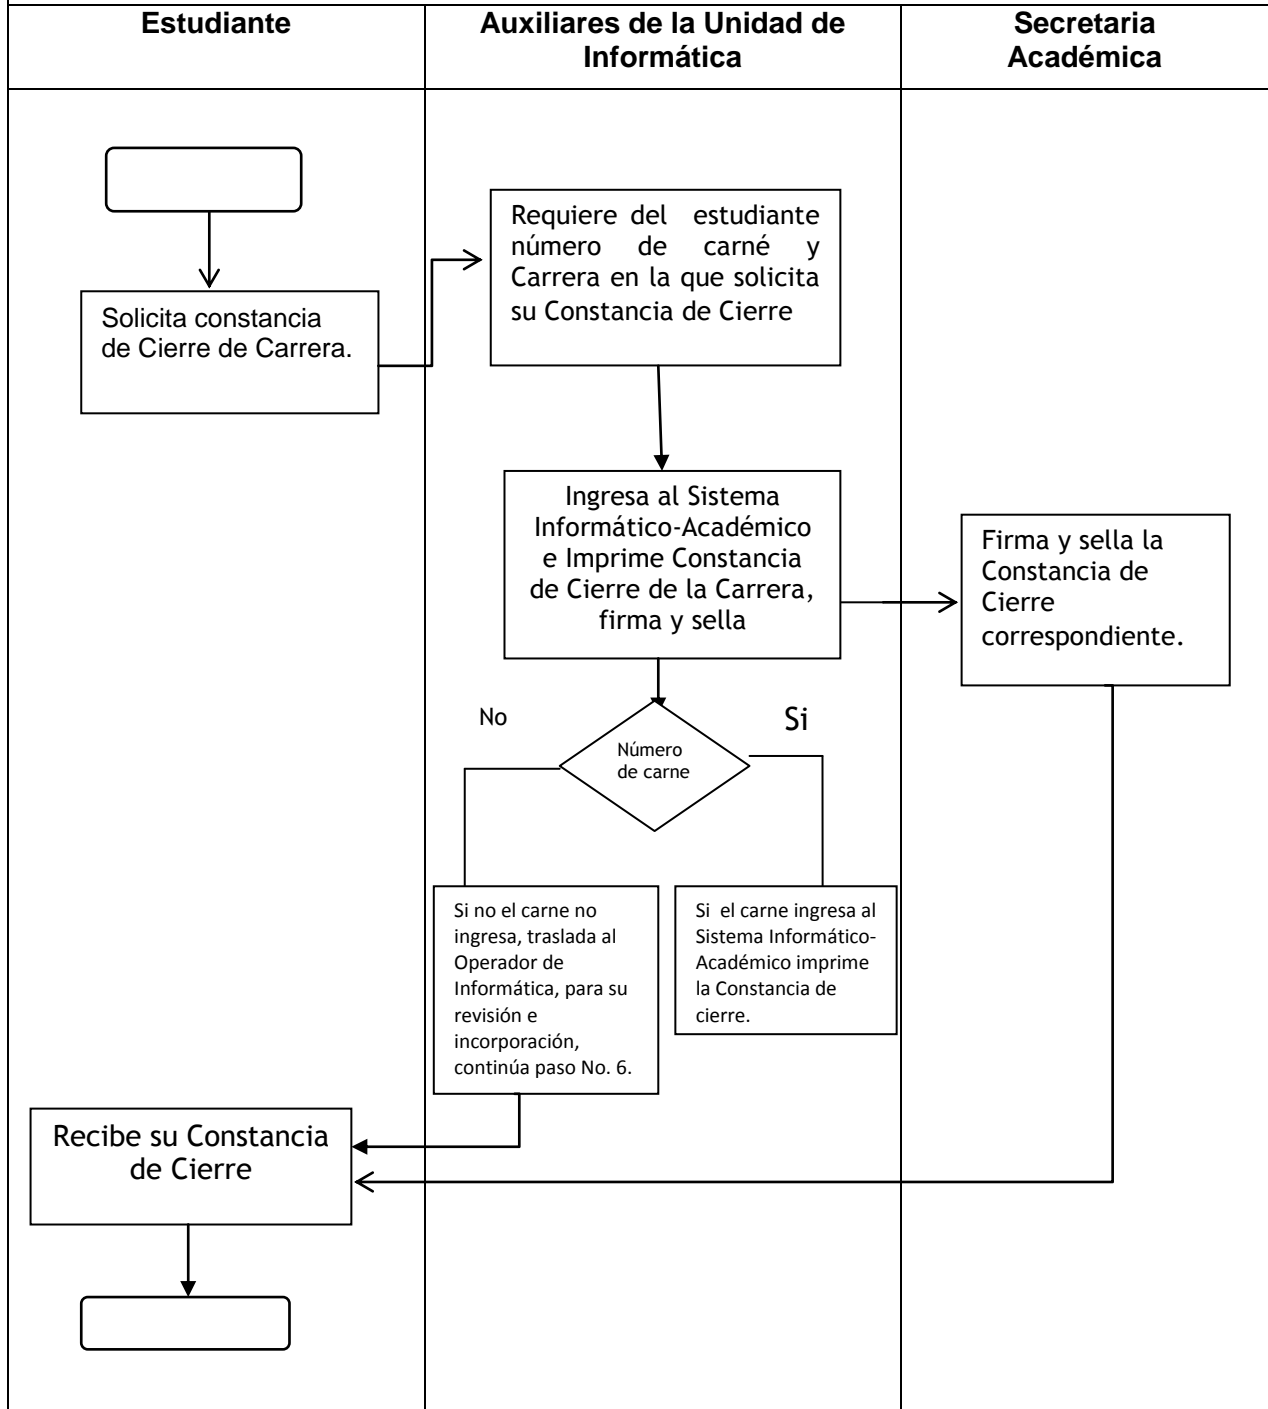 Estudiante
Auxiliares de la Unidad de
Informática
Secretaria
Académica
Solicita constancia
de Cierre de Carrera.
Requiere del estudiante
número de carné y
Carrera en la que solicita
su Constancia de Cierre
Ingresa al Sistema
Informático-Académico
e Imprime Constancia
de Cierre de la Carrera,
firma y sella
Firma y sella la
Constancia de
Cierre
correspondiente.
No
Si
Número
de carne
Si no el carne no
ingresa, traslada al
Operador de
Informática, para su
revisión e
incorporación,
continúa paso No. 6.
Si el carne ingresa al
Sistema Informático-
Académico imprime
la Constancia de
cierre.
Recibe su Constancia
de Cierre